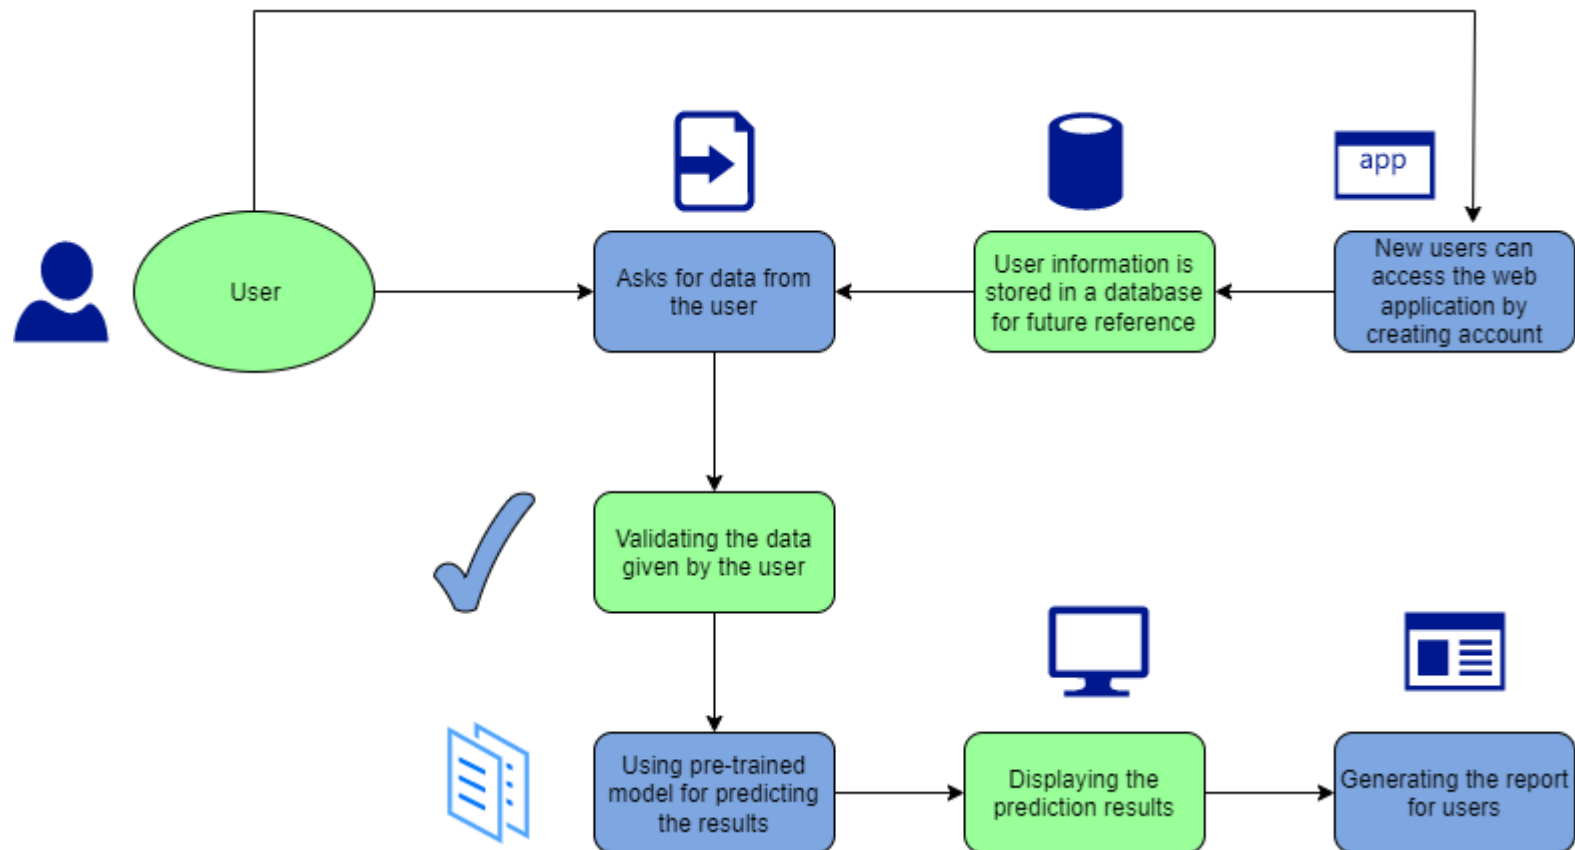 app
User
Asks for data from
the user
User information is
stored in a database
for future reference
New users can
access the web
application by
creating account
Validating the data
given by the user
Using pre-trained
model for predicting
the results
Displaying the
prediction results
Generating the report
for users